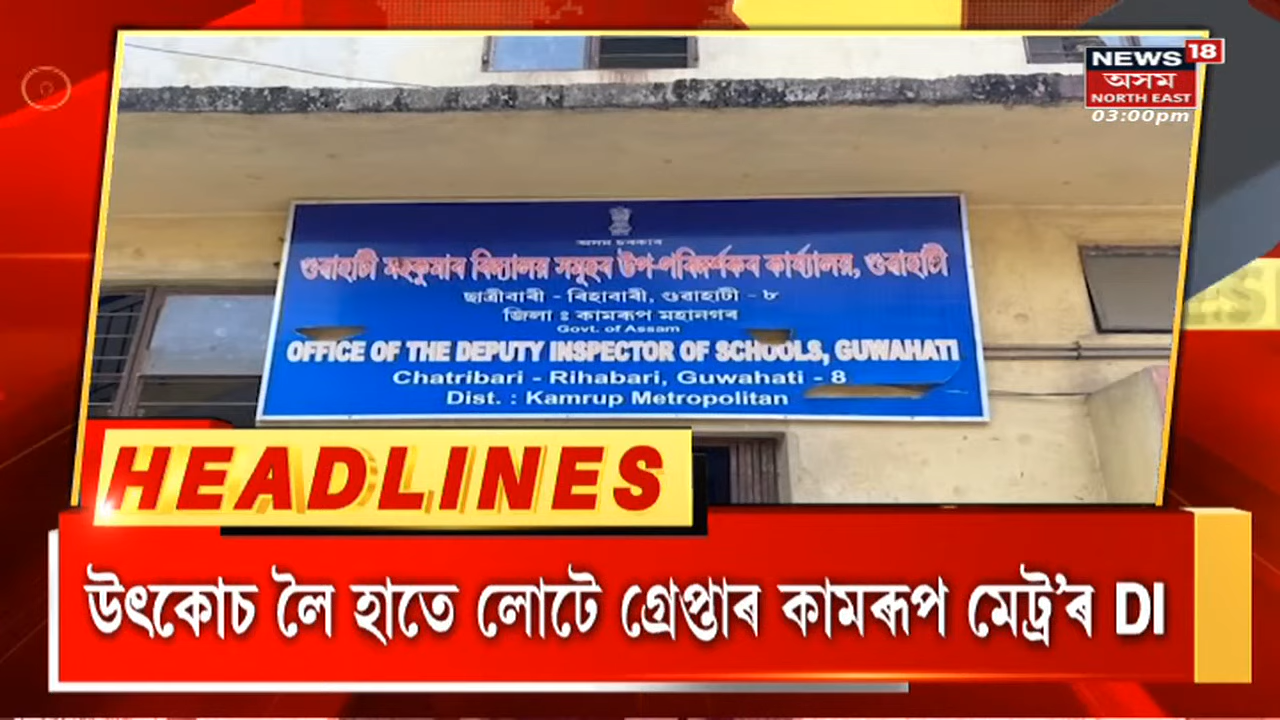 NEWS 18
অসম
NORTH EAST
03:00pm
অসম চৰকাৰ
গুৱাহাটী মহকুমাৰ বিদ্যালয় সমূহৰ উপ-পৰিদৰ্শকৰ কাৰ্য্যালয়, গুৱাহাটী
ছাত্ৰীবাৰী - ৰিহাবাৰী, গুৱাহাটী - ৮
জিলা ঃ কামৰূপ মহানগৰ
Govt. of Assam
OFFICE OF THE DEPUTY INSPECTOR OF SCHOOLS, GUWAHATI
Chatribari - Rihabari, Guwahati - 8
Dist. : Kamrup Metropolitan
HEADLINES
উৎকোচ লৈ হাতে লোটে গ্ৰেপ্তাৰ কামৰূপ মেট্ৰ’ৰ DI